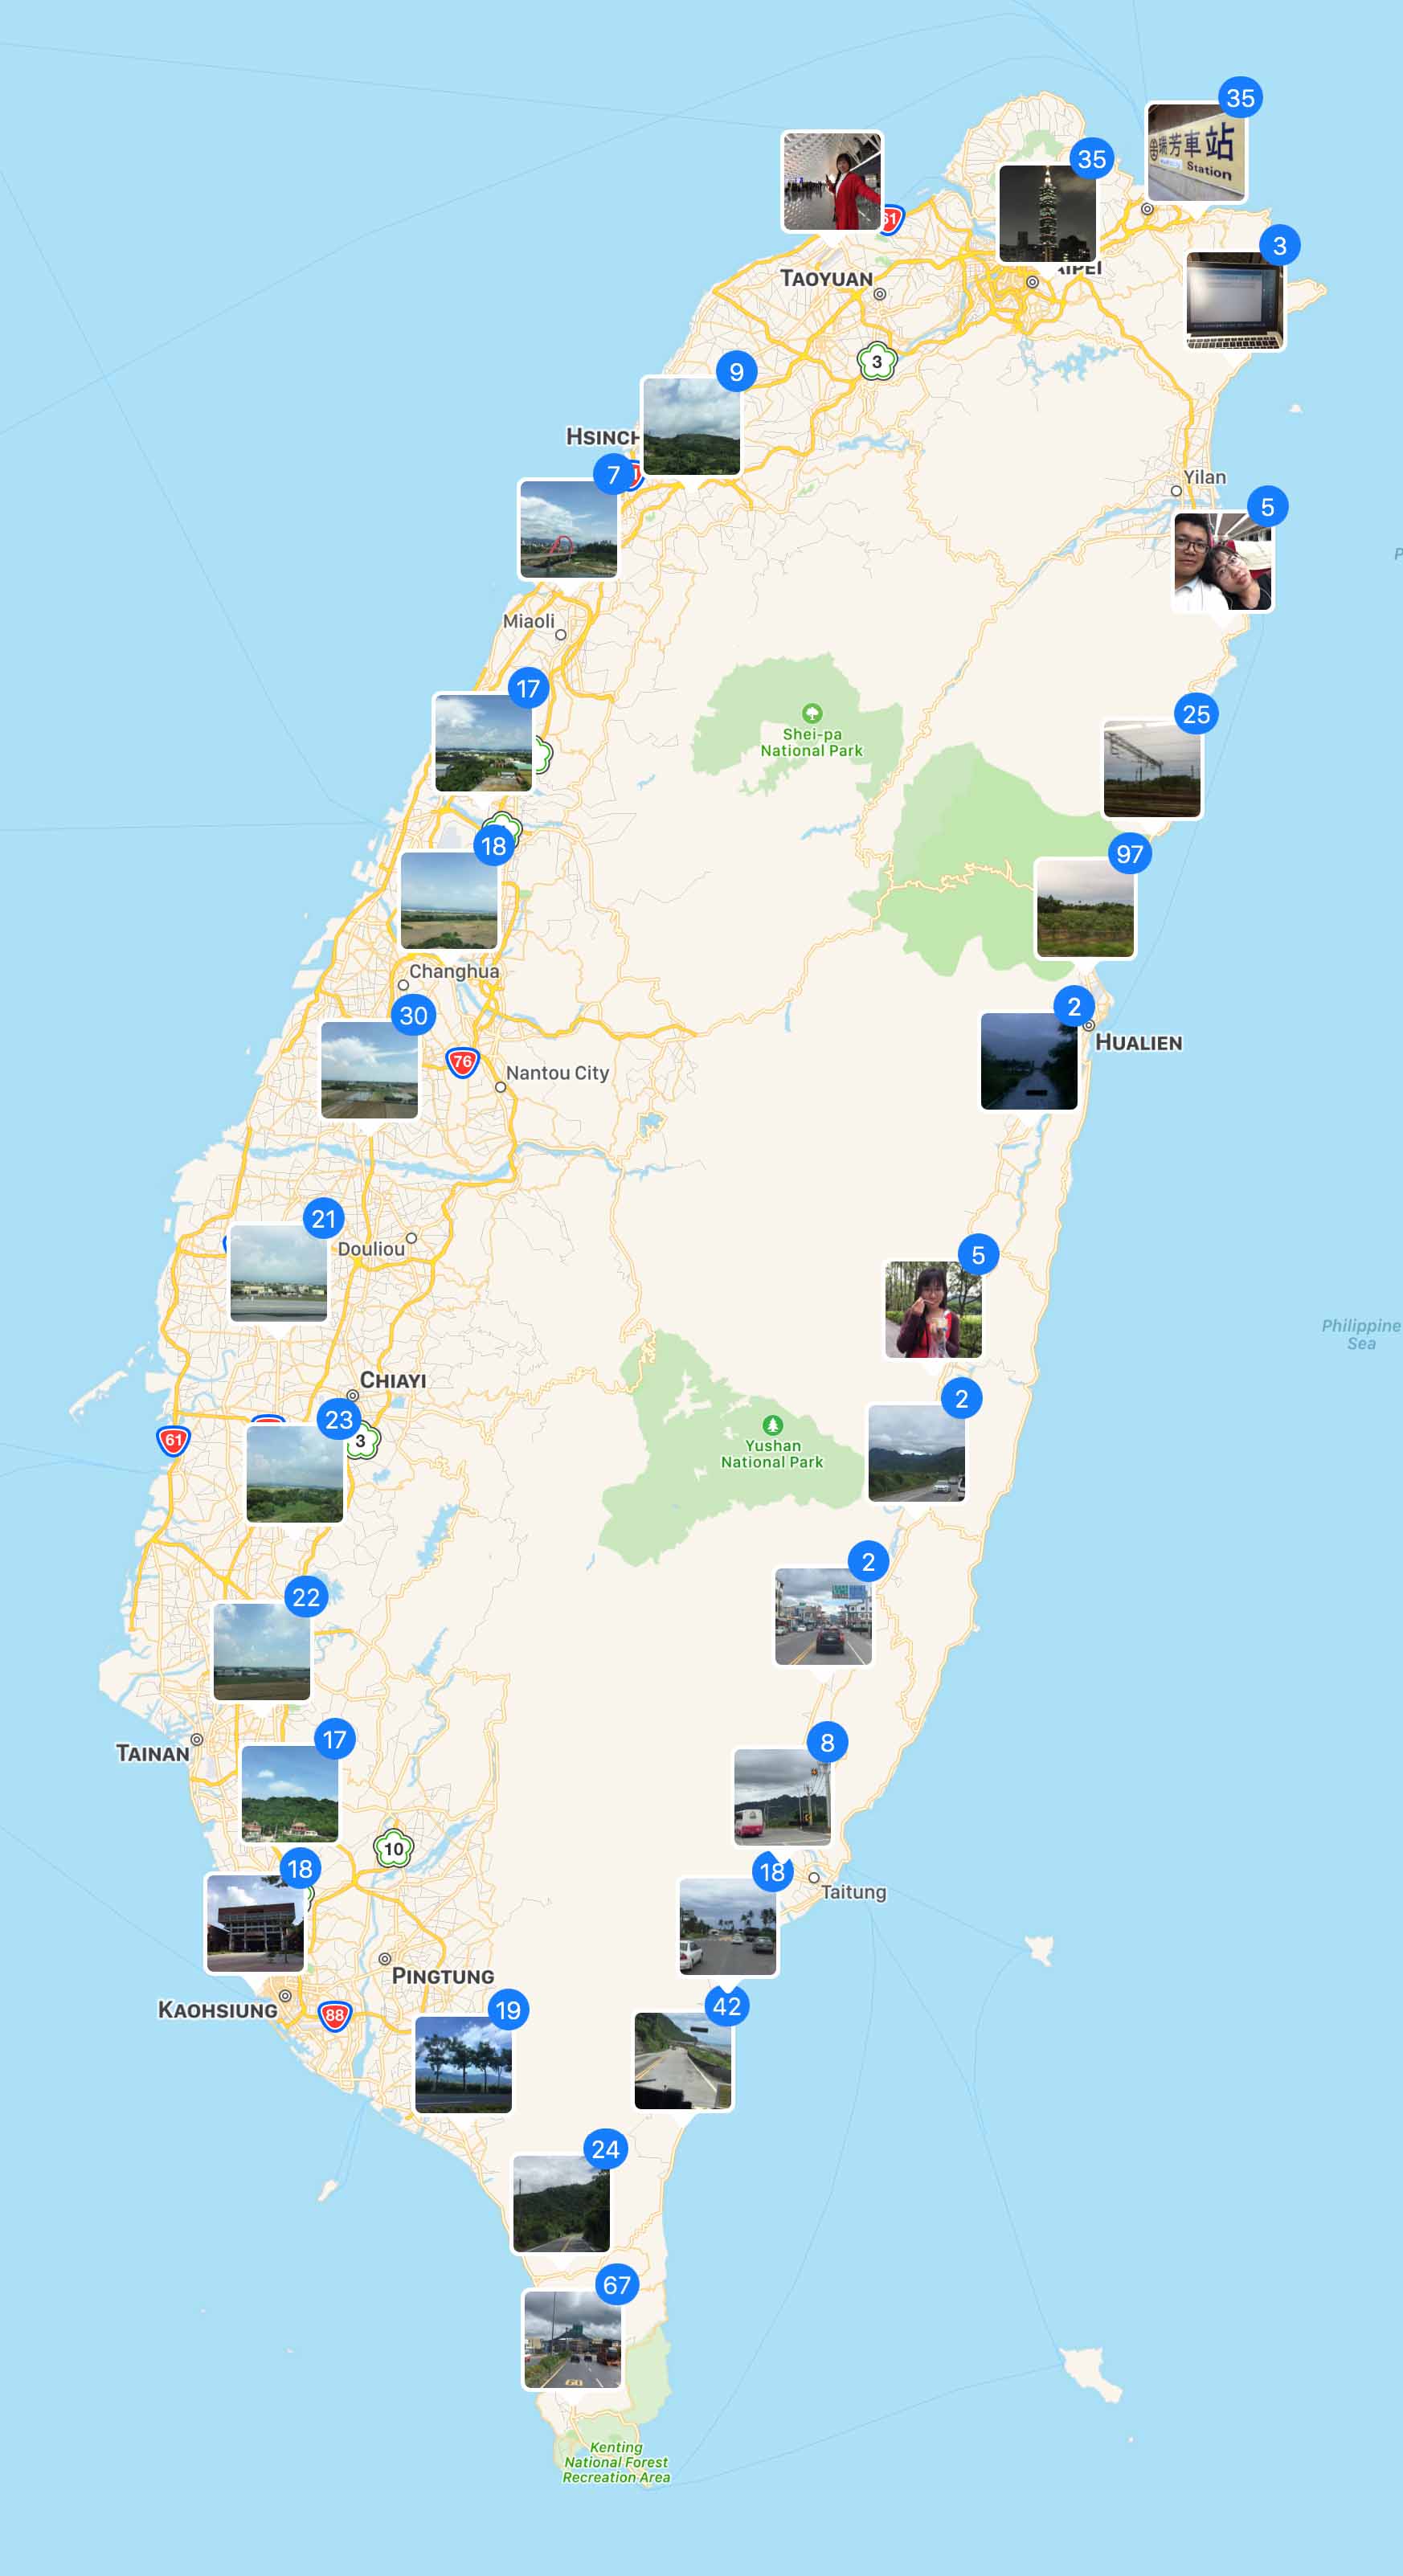 35
瑞芳車站
Station
35
61
3
TAIPEI
TAOYUAN
3
9
HSINCH
7
Yilan
5
Miaoli
17
Shei-pa
National Park
25
18
97
Changhua
2
HUALIEN
30
76
Nantou City
21
Douliou
5
Philippine
Sea
CHIAYI
2
23
3
61
Yushan
National Park
2
22
TAINAN
17
8
10
18
18
Taitung
PINGTUNG
KAOHSIUNG
88
19
42
24
67
Kenting
National Forest
Recreation Area